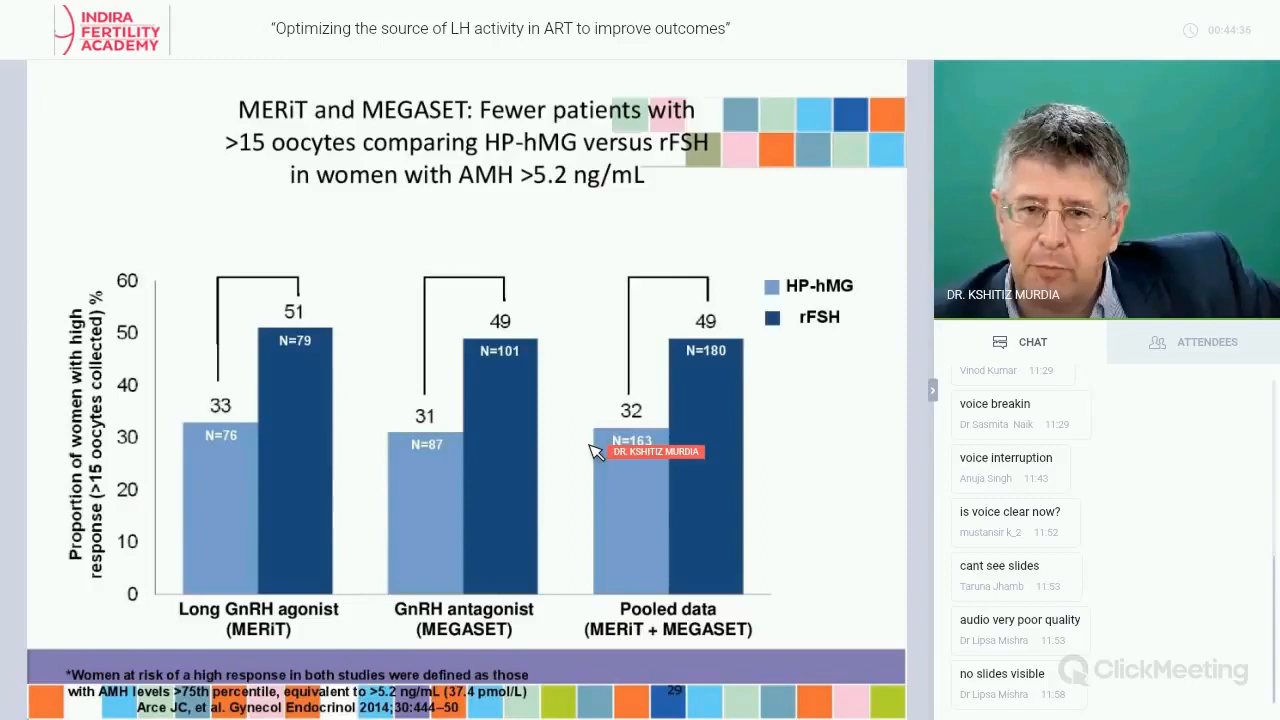 INDIRA
FERTILITY
ACADEMY
“Optimizing the source of LH activity in ART to improve outcomes”
00:44:36
MERiT and MEGASET: Fewer patients with
>15 oocytes comparing HP-hMG versus rFSH
in women with AMH >5.2 ng/mL
Proportion of women with high
response (>15 oocytes collected) %
60
50
40
30
20
10
0
33
N=76
51
N=79
31
N=87
49
N=101
32
N=163
49
N=180
HP-hMG
rFSH
DR. KSHITIZ MURDIA
Long GnRH agonist
(MERiT)
GnRH antagonist
(MEGASET)
Pooled data
(MERiT + MEGASET)
*Women at risk of a high response in both studies were defined as those
with AMH levels >75th percentile, equivalent to >5.2 ng/mL (37.4 pmol/L)
Arce JC, et al. Gynecol Endocrinol 2014;30:444–50
29
DR. KSHITIZ MURDIA
CHAT
ATTENDEES
Vinod Kumar 11:29
voice breakin
Dr Sasmita Naik 11:29
voice interruption
Anuja Singh 11:43
is voice clear now?
mustansir k_2 11:52
cant see slides
Taruna Jhamb 11:53
audio very poor quality
Dr Lipsa Mishra 11:53
no slides visible
Dr Lipsa Mishra 11:58
ClickMeeting